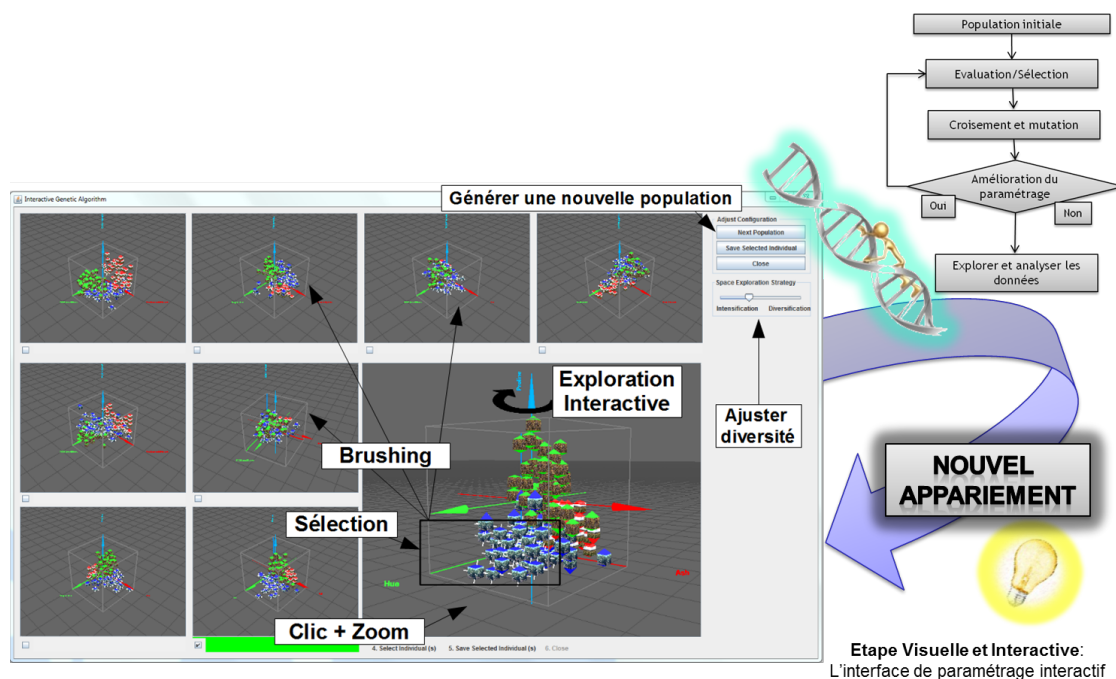 Population initiale
Evaluation/Sélection
Croisement et mutation
Amélioration du
paramétrage
Oui
Non
Explorer et analyser les
données
Interactive Genetic Algorithm
Générer une nouvelle population
Adjust Configuration
Next Population
Save Selected Individual
Close
Space Exploration Strategy
Intensification Diversification
Exploration
Interactive
Ajuster
diversité
Brushing
Sélection
Hue
Ash
Clic + Zoom
4. Select Individual (s) 5. Save Selected Individual (s) 6. Close
NOUVEL
APPARIEMENT
Etape Visuelle et Interactive:
L'interface de paramétrage interactif